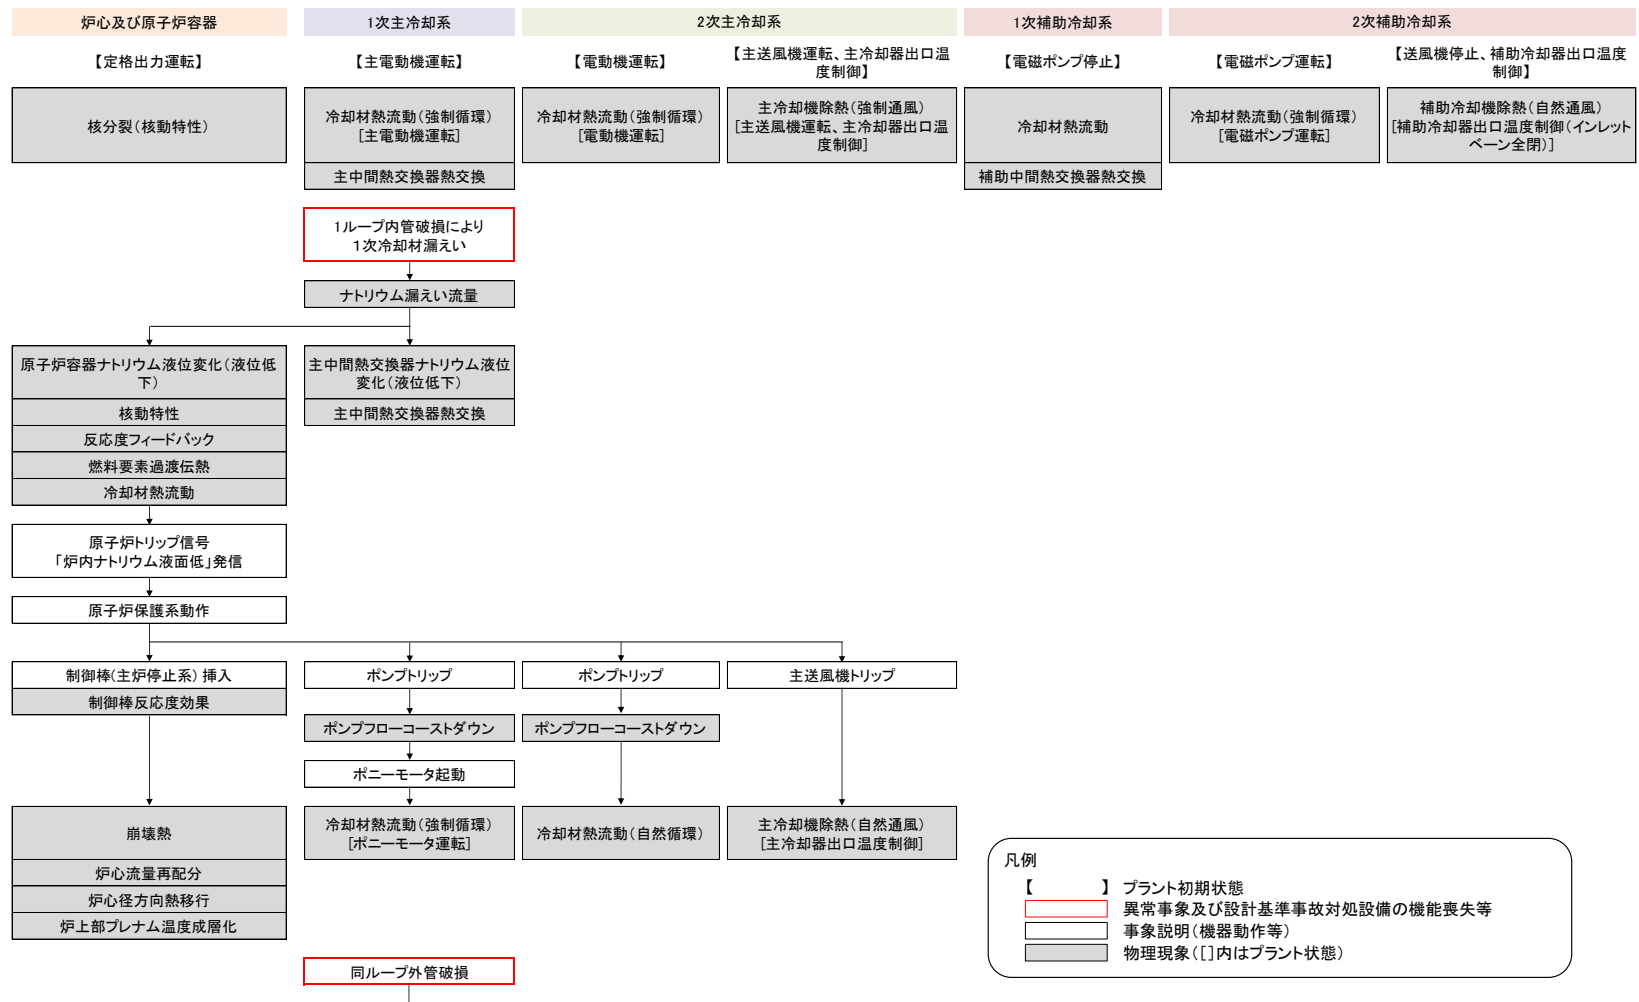 炉心及び原子炉容器
1次主冷却系
2次主冷却系
1次補助冷却系
2次補助冷却系
【定格出力運転】
【主電動機運転】
【電動機運転】
【主送風機運転、主冷却器出口温
度制御】
【電磁ポンプ停止】
【電磁ポンプ運転】
【送風機停止、補助冷却器出口温度
制御】
核分裂(核動特性)
冷却材熱流動(強制循環)
[主電動機運転]
冷却材熱流動(強制循環)
[電動機運転]
主冷却機除熱(強制通風)
[主送風機運転、主冷却器出口温
度制御]
冷却材熱流動
冷却材熱流動(強制循環)
[電磁ポンプ運転]
補助冷却機除熱(自然通風)
[補助冷却器出口温度制御(インレット
ベーン全閉)]
主中間熱交換器熱交換
補助中間熱交換器熱交換
1ループ内管破損により
1次冷却材漏えい
ナトリウム漏えい流量
原子炉容器ナトリウム液位変化(液位低
下)
主中間熱交換器ナトリウム液位
変化(液位低下)
核動特性
主中間熱交換器熱交換
反応度フィードバック
燃料要素過渡伝熱
冷却材熱流動
原子炉トリップ信号
「炉内ナトリウム液面低」発信
原子炉保護系動作
制御棒(主炉停止系) 挿入
ポンプトリップ
ポンプトリップ
主送風機トリップ
制御棒反応度効果
ポンプフローコーストダウン
ポンプフローコーストダウン
ポニーモータ起動
崩壊熱
冷却材熱流動(強制循環)
[ポニーモータ運転]
冷却材熱流動(自然循環)
主冷却機除熱(自然通風)
[主冷却器出口温度制御]
炉心流量再配分
炉心径方向熱移行
炉上部プレナム温度成層化
同ループ外管破損
凡例
【 】 プラント初期状態
異常事象及び設計基準事故対処設備の機能喪失等
事象説明(機器動作等)
物理現象([]内はプラント状態)